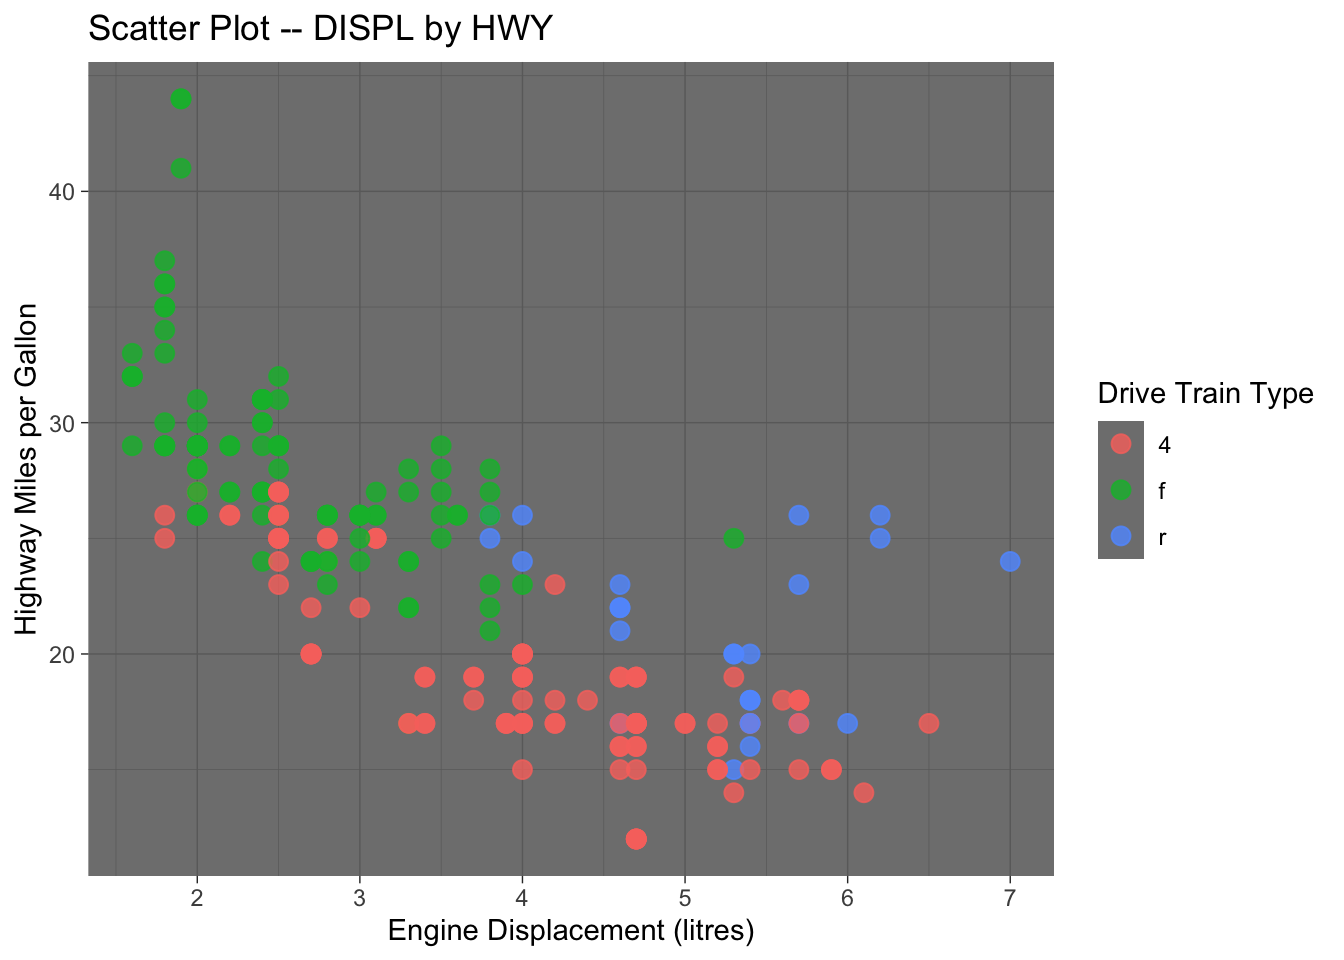 Scatter Plot -- DISPL by HWY
Highway Miles per Gallon
40
30
20
2 3 4 5 6 7
Engine Displacement (litres)
Drive Train Type
4
f
r